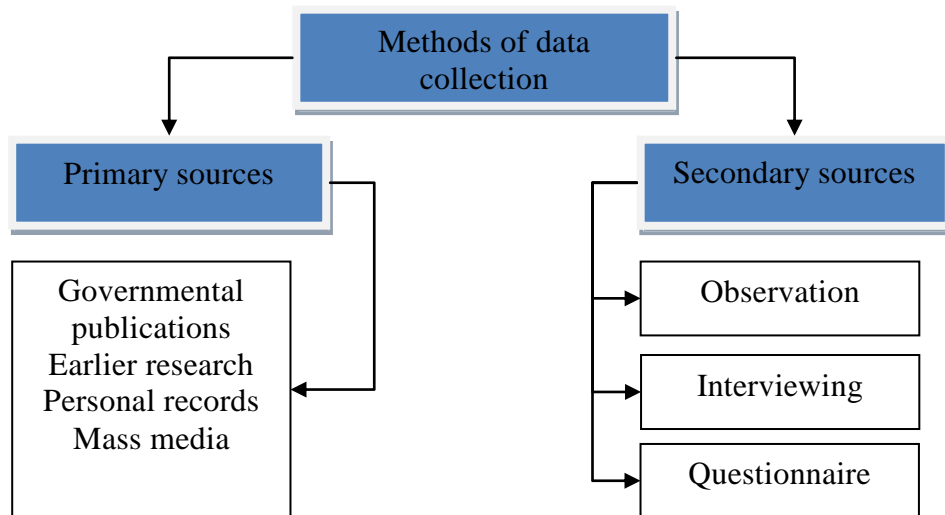 Methods of data
collection
Primary sources
Secondary sources
Governmental
publications
Earlier research
Personal records
Mass media
Observation
Interviewing
Questionnaire